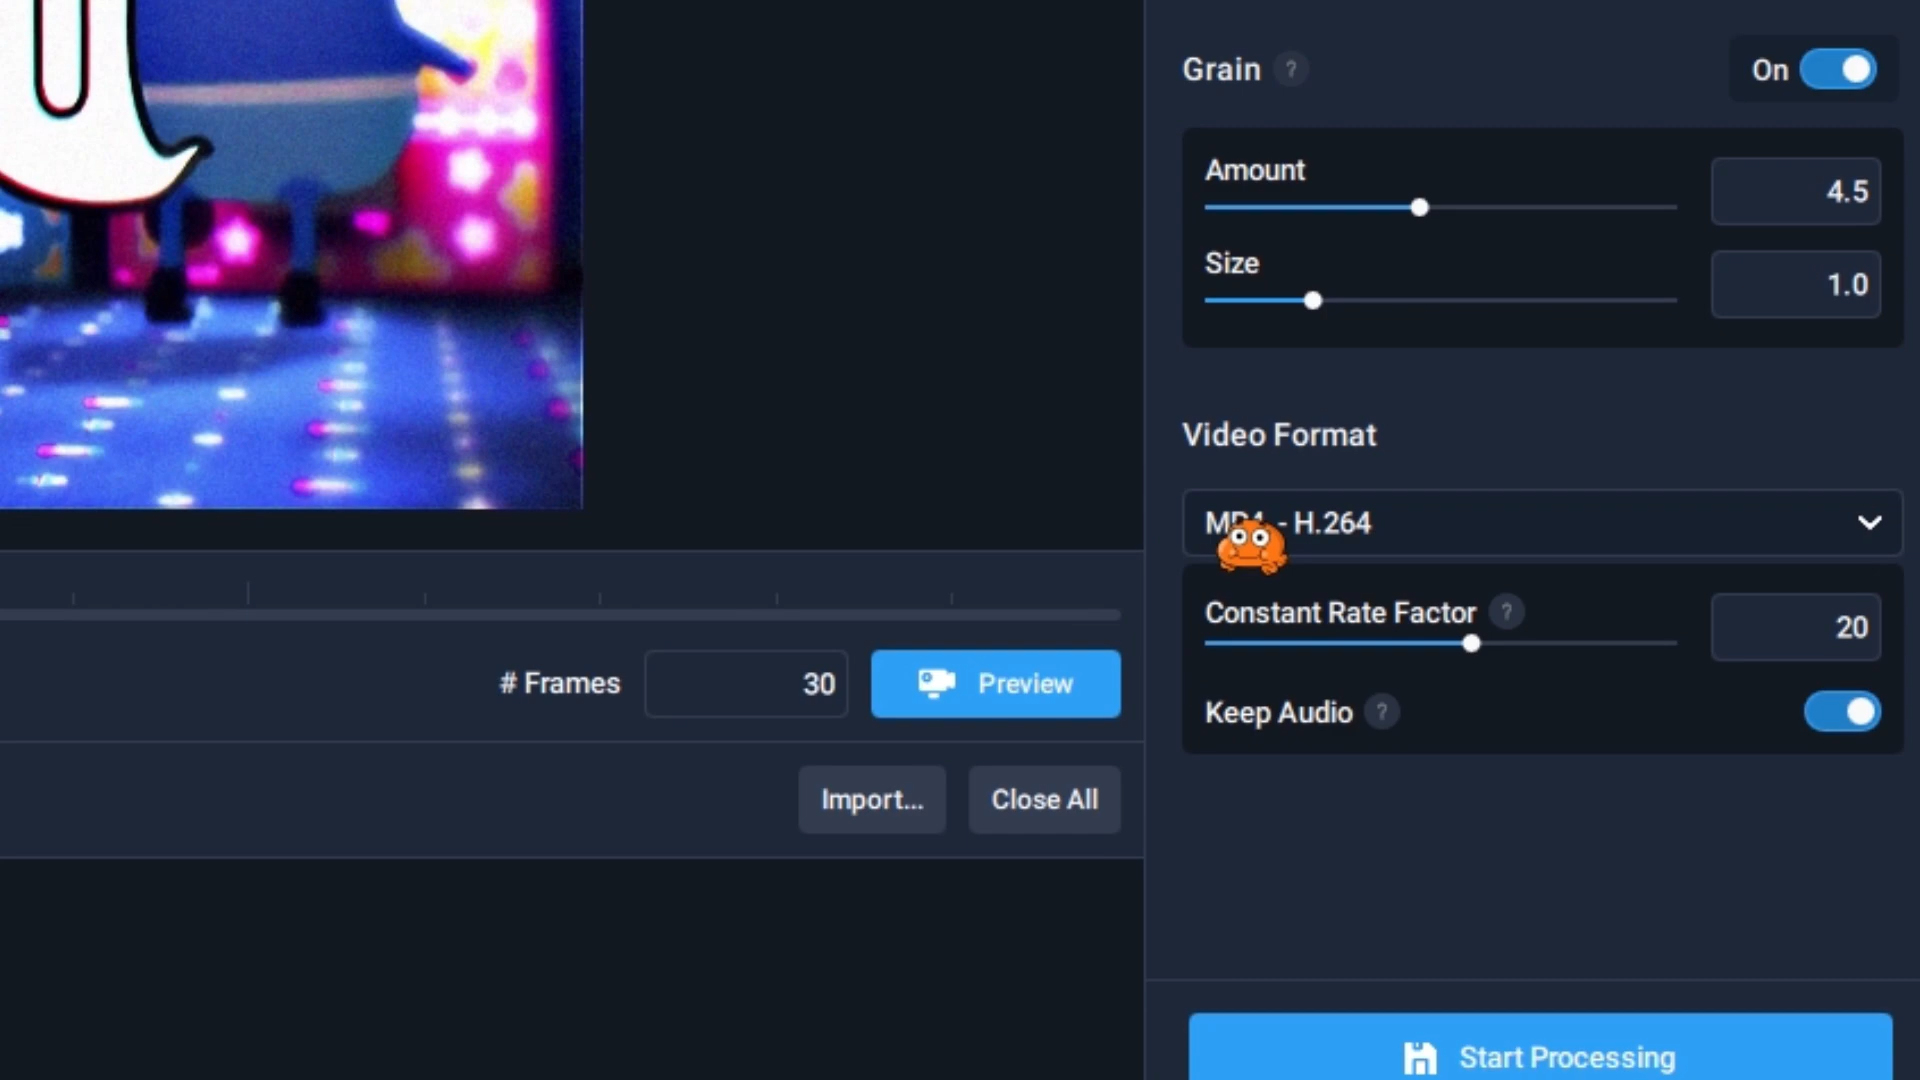 Grain ?
On
Amount
4.5
Size
1.0
Video Format
MP4 - H.264
Constant Rate Factor ?
20
Keep Audio ?
# Frames
30
Preview
Import...
Close All
Start Processing